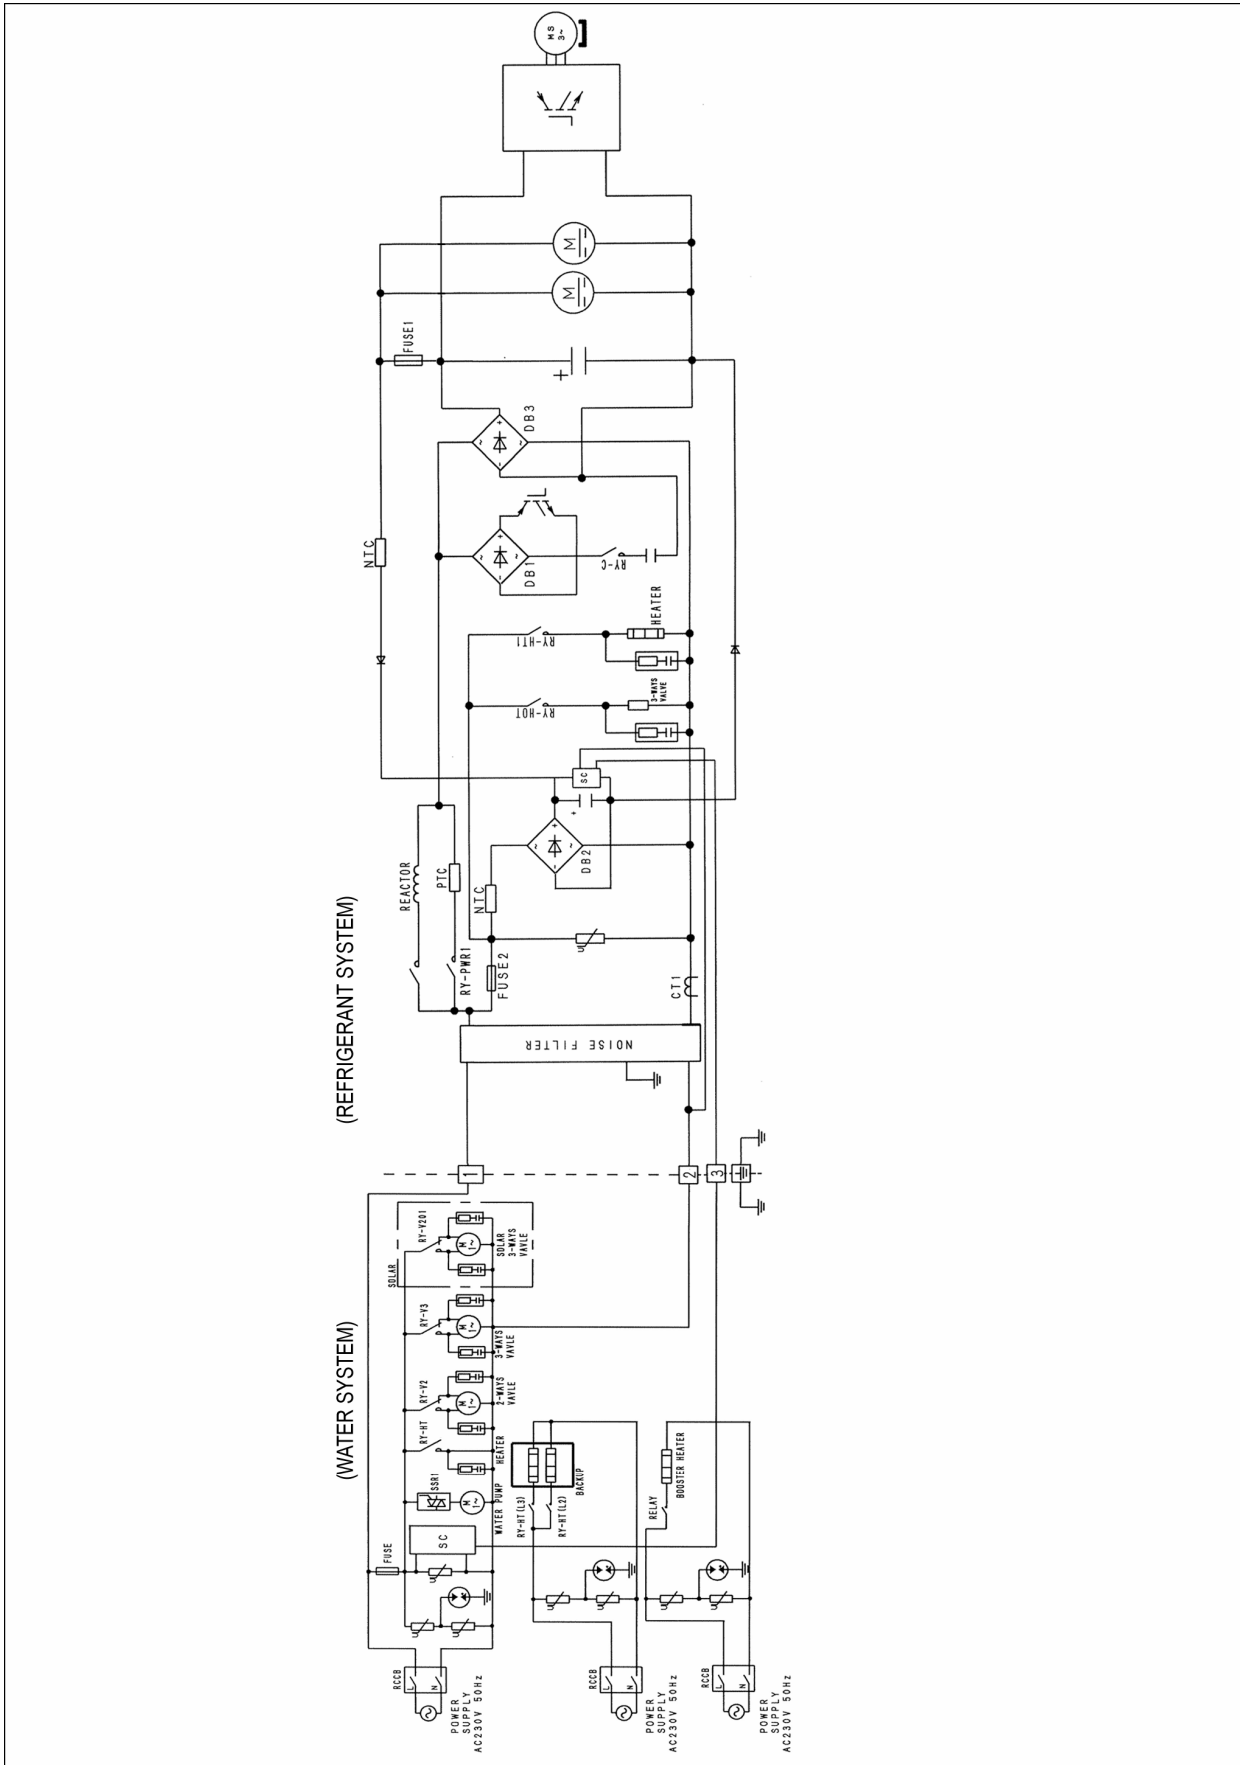 MS
3~
M
M
FUSE1
+
DB3
+
-
~
~
NTC
DB1
+
-
~
~
RY-C
RY-HT1
HEATER
RY-HOT
3-WAYS
VALVE
SC
+
DB2
+
-
~
~
REACTOR
PTC
NTC
RY-PWR1
FUSE2
U
CT1
NOISE FILTER
(REFRIGERANT SYSTEM)
1
2
3
(WATER SYSTEM)
SOLAR
RY-V201
M
1~
SOLAR
3-WAYS
VAVLE
RY-V3
M
1~
3-WAYS
VAVLE
RY-V2
M
1~
2-WAYS
VAVLE
RY-HT
HEATER
SSR1
M
1~
WATER PUMP
SC
FUSE
U
U
U
RCCB
L
N
POWER
SUPPLY
AC230V 50Hz
BACKUP
RY-HT(L3)
RY-HT(L2)
U
U
RCCB
L
N
POWER
SUPPLY
AC230V 50Hz
RELAY
BOOSTER HEATER
U
U
RCCB
L
N
POWER
SUPPLY
AC230V 50Hz